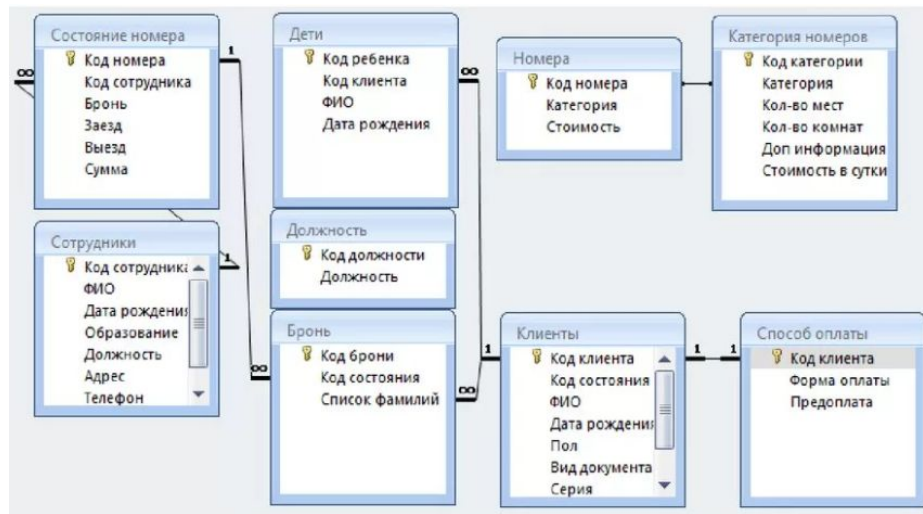 Состояние номера
Код номера
Код сотрудника
Бронь
Заезд
Выезд
Сумма
Дети
Код ребенка
Код клиента
ФИО
Дата рождения
Номера
Код номера
Категория
Стоимость
Категория номеров
Код категории
Категория
Кол-во мест
Кол-во комнат
Доп информация
Стоимость в сутки
1
∞
∞
Сотрудники
Код сотрудника
ФИО
Дата рождения
Образование
Должность
Адрес
Телефон
1
Должность
Код должности
Должность
Бронь
Код брони
Код состояния
Список фамилий
∞
∞
Клиенты
Код клиента
Код состояния
ФИО
Дата рождения
Пол
Вид документа
Серия
1
1
1
Способ оплаты
Код клиента
Форма оплаты
Предоплата